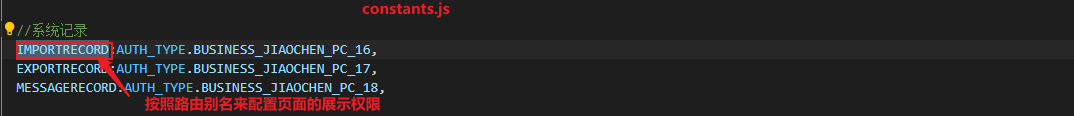 constants.js
//系统记录
IMPORTRECORD:AUTH_TYPE.BUSINESS_JIAOCHEN_PC_16,
EXPORTRECORD:AUTH_TYPE.BUSINESS_JIAOCHEN_PC_17,
MESSAGERECORD:AUTH_TYPE.BUSINESS_JIAOCHEN_PC_18,
按照路由别名来配置页面的展示权限